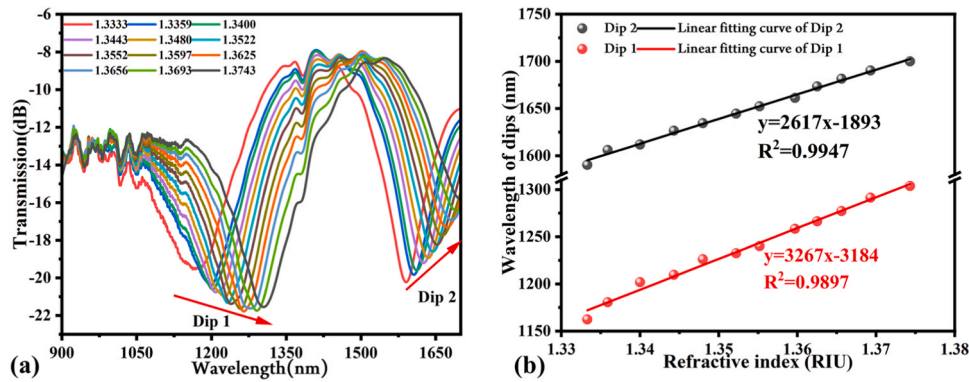 1.3333 1.3359 1.3400
1.3443 1.3480 1.3522
1.3552 1.3597 1.3625
1.3656 1.3693 1.3743
-6
-8
-10
-12
-14
-16
-18
-20
-22
Transmission(dB)
900 1050 1200 1350 1500 1650
Wavelength(nm)
Dip 1
Dip 2
(a)
Dip 2 Linear fitting curve of Dip 2
Dip 1 Linear fitting curve of Dip 1
1750
1700
1650
1600
1300
1250
1200
1150
Wavelength of dips (nm)
y=2617x-1893
R²=0.9947
y=3267x-3184
R²=0.9897
1.33 1.34 1.35 1.36 1.37 1.38
Refractive index (RIU)
(b)